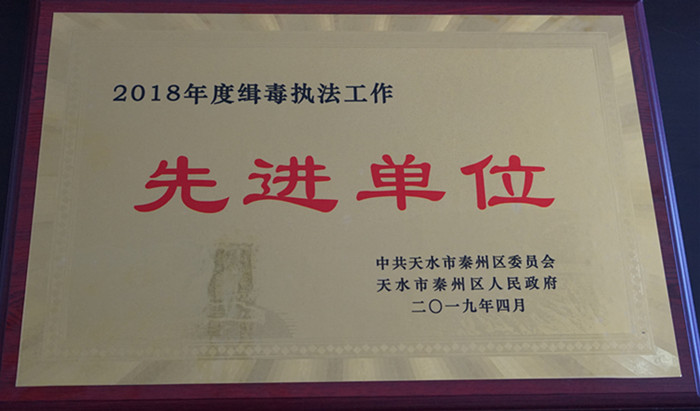 2018年度缉毒执法工作
先进单位
中共天水市秦州区委员会
天水市秦州区人民政府
二〇一九年四月